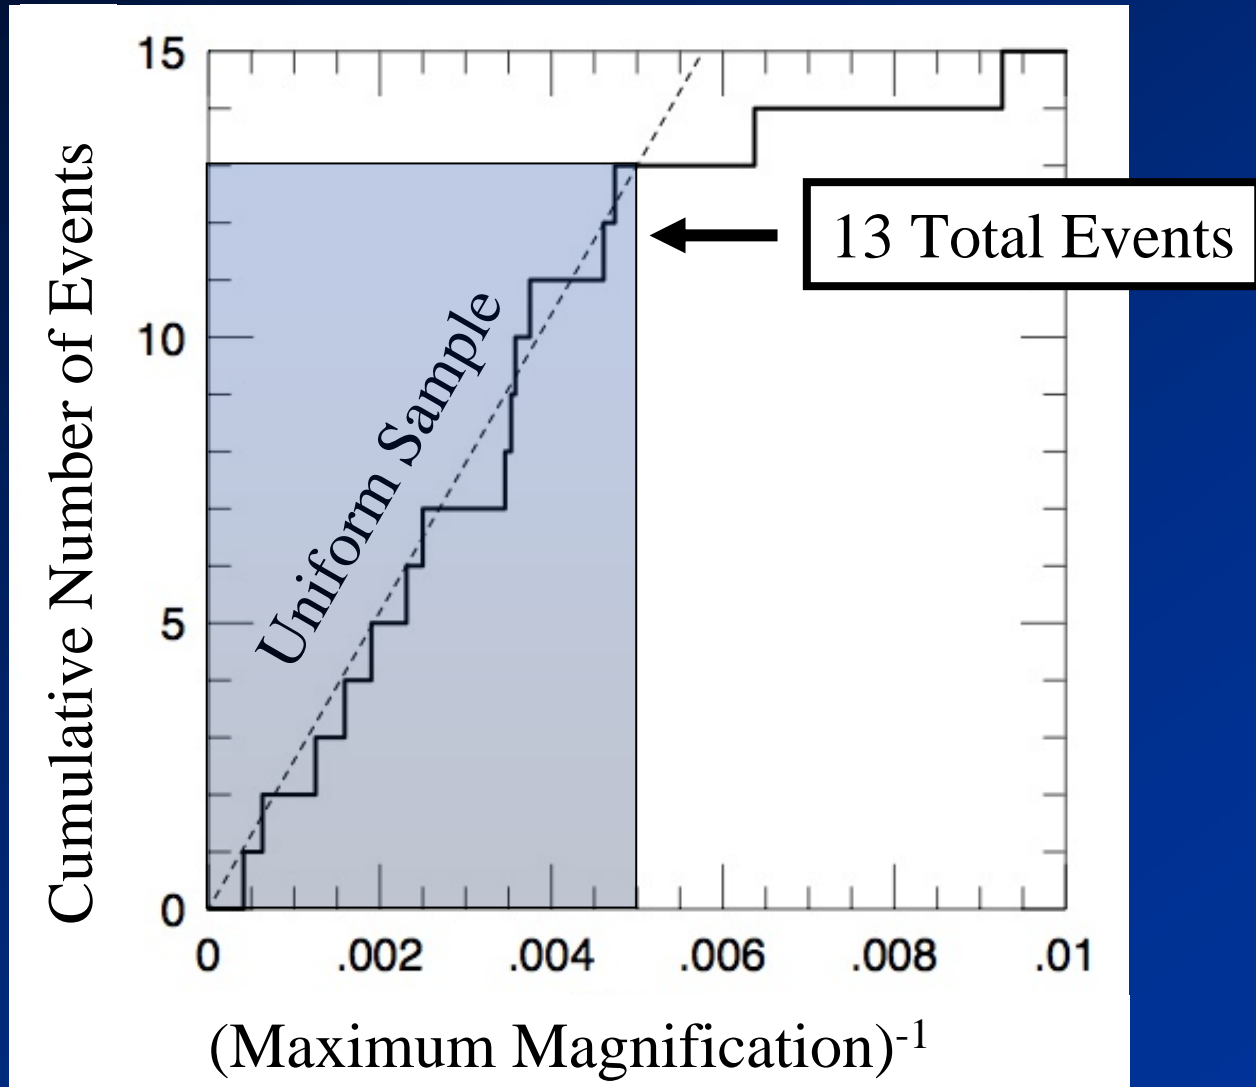 15
10
5
0
Cumulative Number of Events
Uniform Sample
13 Total Events
0 .002 .004 .006 .008 .01
(Maximum Magnification)-1